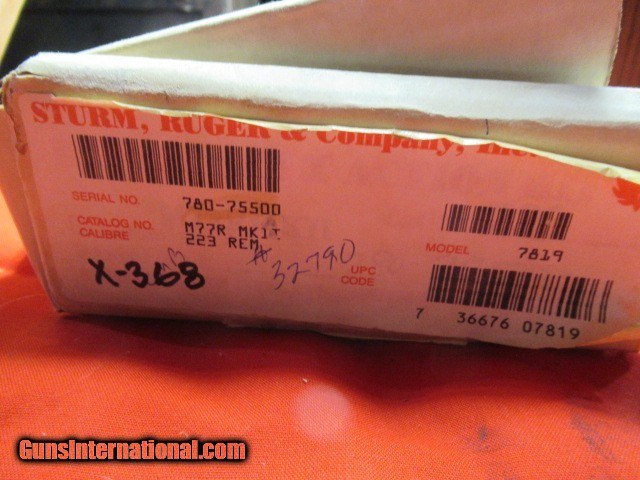 STURM, RUGER & Company, Inc.
SERIAL NO. 780-75500
CATALOG NO. M77R MKII
CALIBRE 223 REM.
MODEL 7819
X-368
# 32790
UPC CODE
7 36676 07819
GunsInternational.com